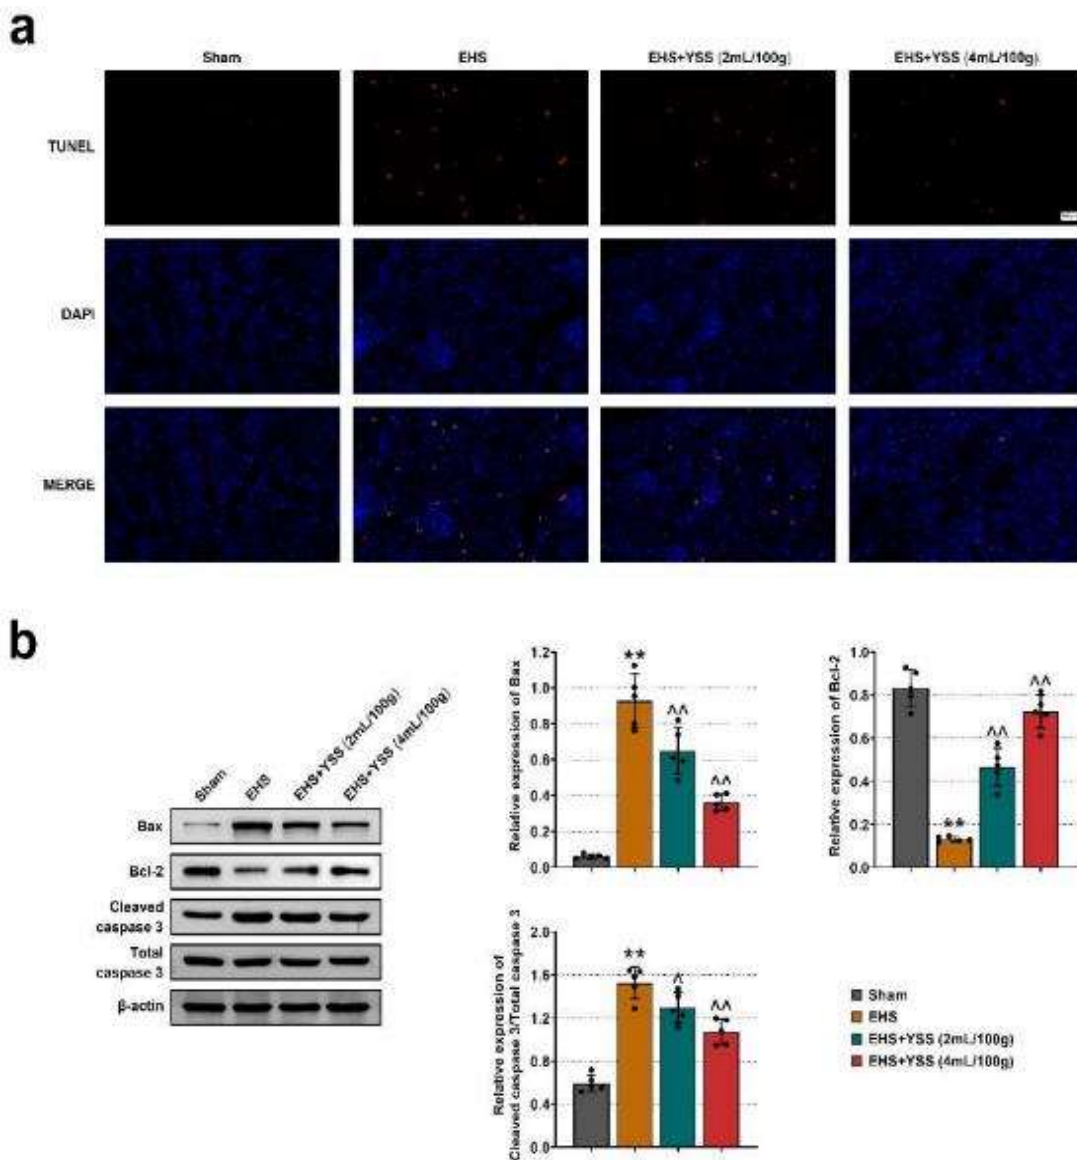 a
Sham EHS EHS+YSS (2mL/100g) EHS+YSS (4mL/100g)
TUNEL
DAPI
MERGE
b
Sham
EHS
EHS+YSS (2mL/100g)
EHS+YSS (4mL/100g)
Bax
Bcl-2
Cleaved
caspase 3
Total
caspase 3
β-actin
Relative expression of Bax
1.2
1.0
0.8
0.6
0.4
0.2
0.0
**
^^
^^
Relative expression of Bcl-2
1.0
0.8
0.6
0.4
0.2
0.0
**
^^
^^
Relative expression of
Cleaved caspase 3/Total caspase 3
2.0
1.6
1.2
0.8
0.4
0.0
**
^
^^
Sham
EHS
EHS+YSS (2mL/100g)
EHS+YSS (4mL/100g)